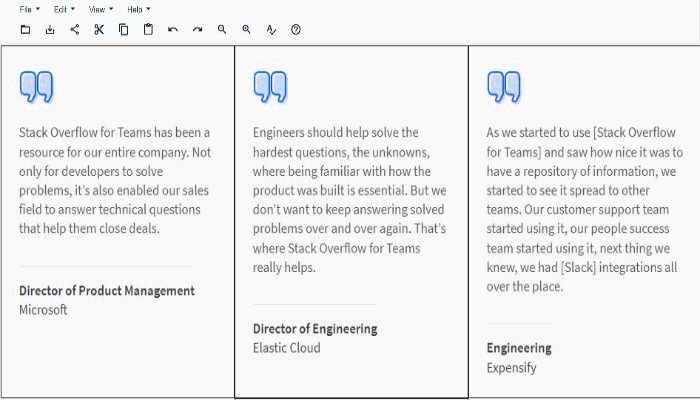 File Edit View Help
Stack Overflow for Teams has been a
resource for our entire company. Not
only for developers to solve
problems, it's also enabled our sales
field to answer technical questions
that help them close deals.
Director of Product Management
Microsoft
Engineers should help solve the
hardest questions, the unknowns,
where being familiar with how the
product was built is essential. But we
don't want to keep answering solved
problems over and over again. That's
where Stack Overflow for Teams
really helps.
Director of Engineering
Elastic Cloud
As we started to use [Stack Overflow
for Teams] and saw how nice it was to
have a repository of information, we
started to see it spread to other
teams. Our customer support team
started using it, our people success
team started using it, next thing we
knew, we had [Slack] integrations all
over the place.
Engineering
Expensify